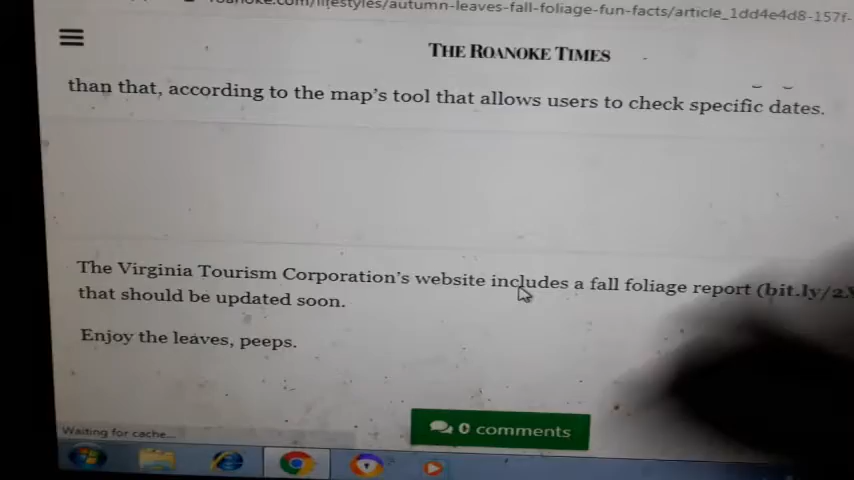 roanoke.com/lifestyles/autumn-leaves-fall-foliage-fun-facts/article_1dd4e4d8-157f-
THE ROANOKE TIMES
than that, according to the map's tool that allows users to check specific dates.
The Virginia Tourism Corporation's website includes a fall foliage report (bit.ly/2
that should be updated soon.
Enjoy the leaves, peeps.
0 comments
Waiting for cache...